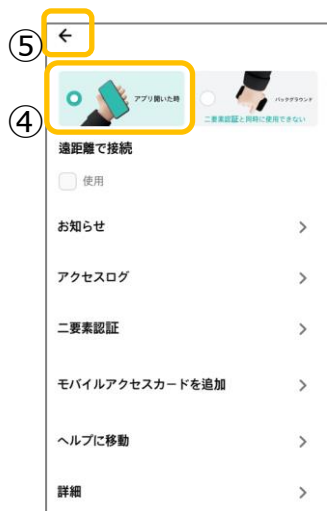 ⑤
④
アプリ開いた時
バックグラウンド
二要素認証と同時に使用できない
遠距離で接続
使用
お知らせ
アクセスログ
二要素認証
モバイルアクセスカードを追加
ヘルプに移動
詳細